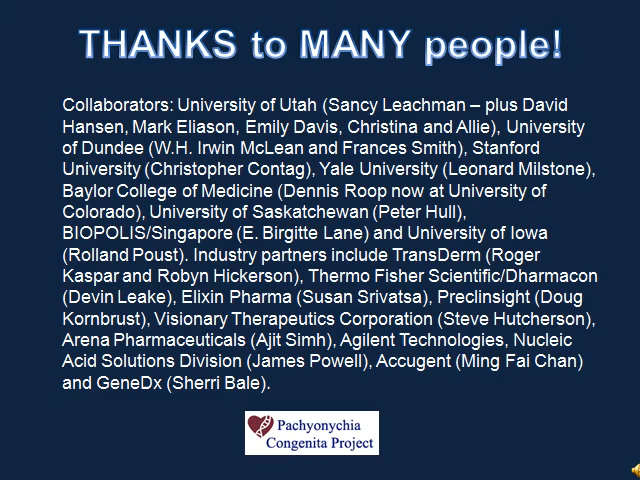 THANKS to MANY people!
Collaborators: University of Utah (Sancy Leachman – plus David
Hansen, Mark Eliason, Emily Davis, Christina and Allie), University
of Dundee (W.H. Irwin McLean and Frances Smith), Stanford
University (Christopher Contag), Yale University (Leonard Milstone),
Baylor College of Medicine (Dennis Roop now at University of
Colorado), University of Saskatchewan (Peter Hull),
BIOPOLIS/Singapore (E. Birgitte Lane) and University of Iowa
(Rolland Poust). Industry partners include TransDerm (Roger
Kaspar and Robyn Hickerson), Thermo Fisher Scientific/Dharmacon
(Devin Leake), Elixin Pharma (Susan Srivatsa), Preclinsight (Doug
Kornbrust), Visionary Therapeutics Corporation (Steve Hutcherson),
Arena Pharmaceuticals (Ajit Simh), Agilent Technologies, Nucleic
Acid Solutions Division (James Powell), Accugent (Ming Fai Chan)
and GeneDx (Sherri Bale).
Pachyonychia
Congenita Project